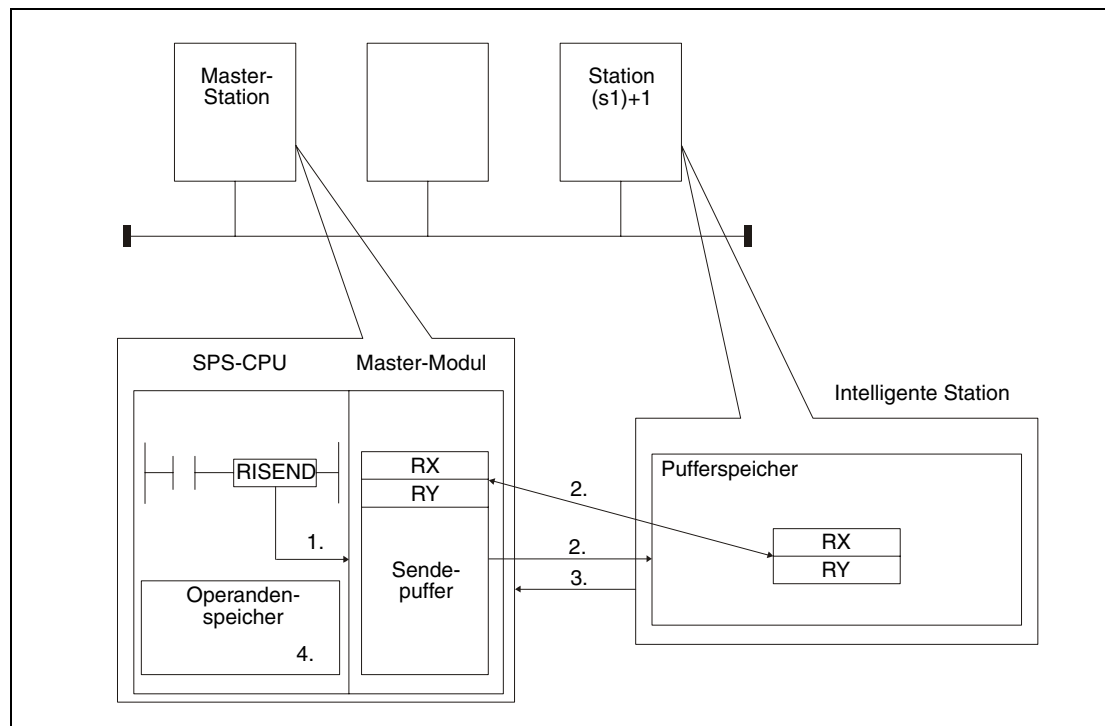 Master-
Station
Station
(s1)+1
SPS-CPU
Master-Modul
RISEND
1.
Operanden-
speicher
4.
RX
RY
Sende-
puffer
2.
2.
3.
Intelligente Station
Pufferspeicher
RX
RY